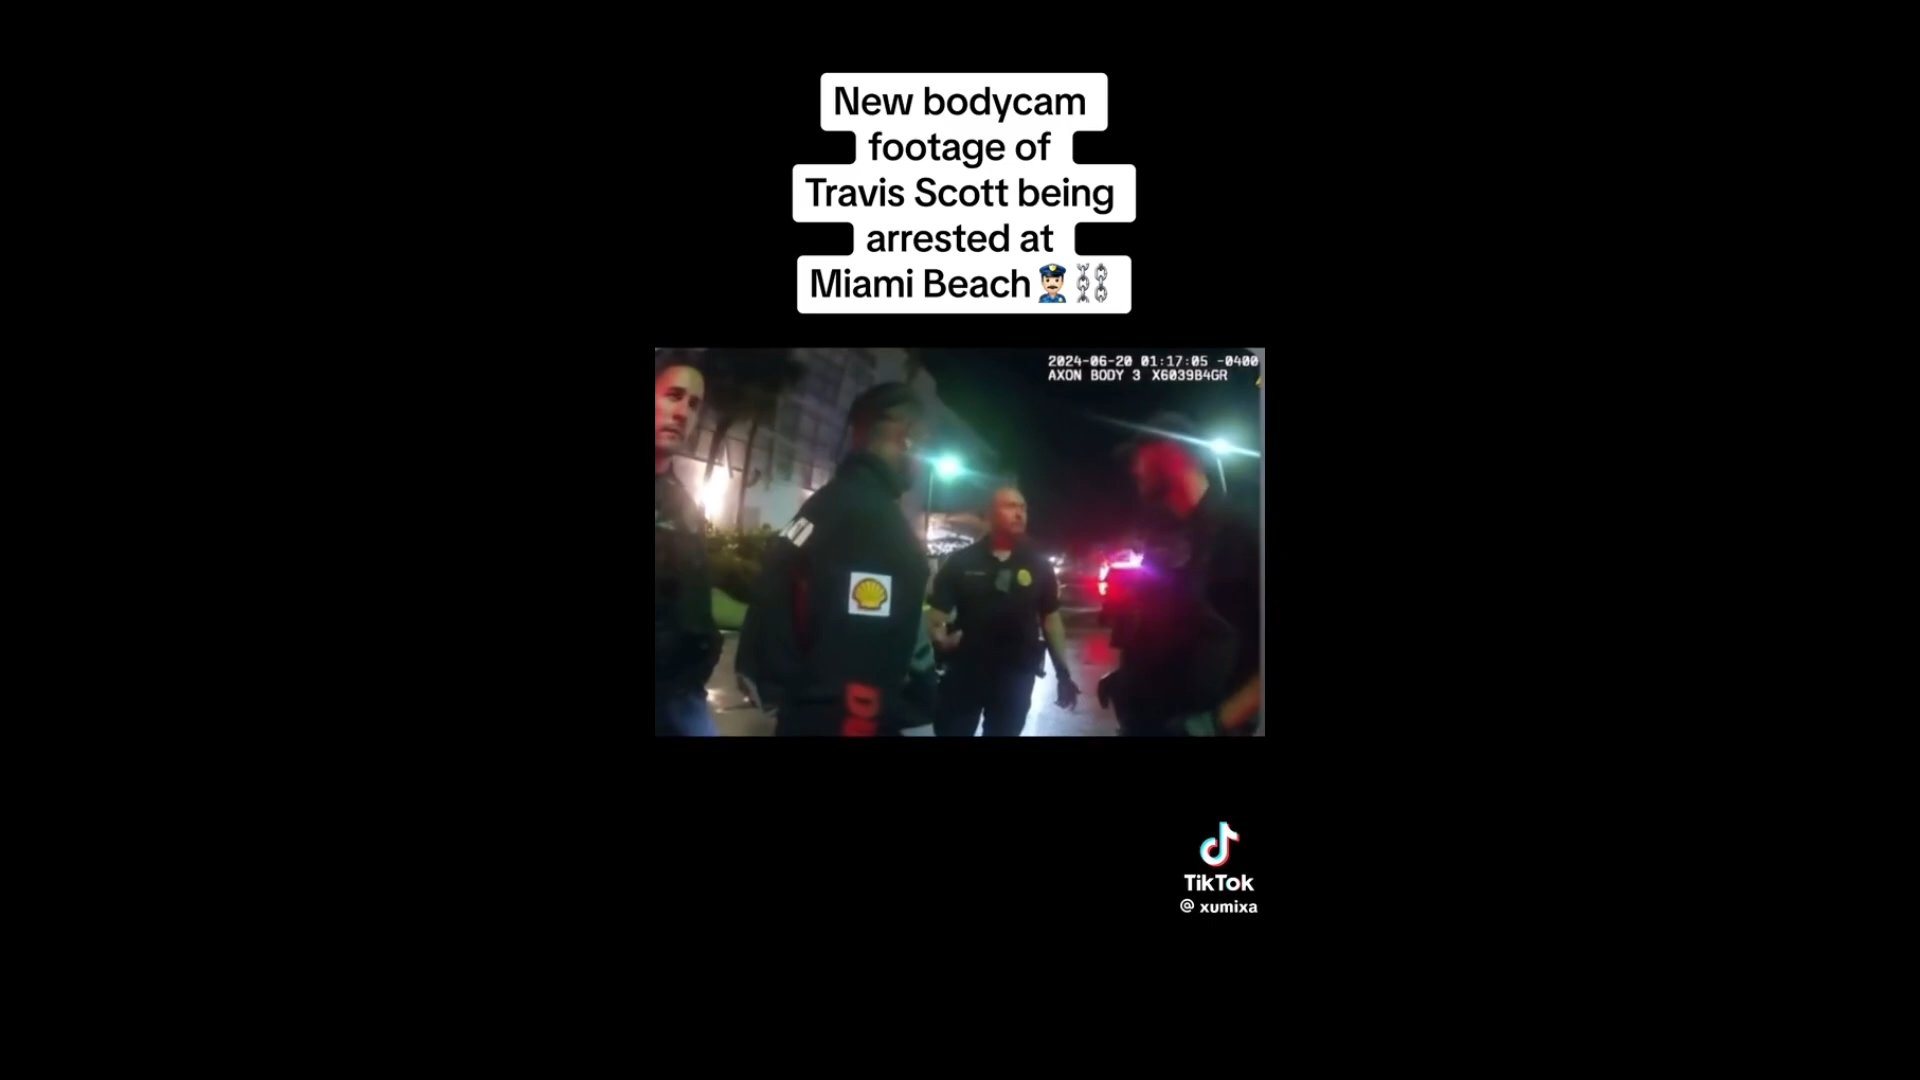 New bodycam
footage of
Travis Scott being
arrested at
Miami Beach👮🏻‍♂️⛓️
2024-06-20 01:17:05 -0400
AXON BODY 3 X6039B4GR
TikTok
@ xumixa